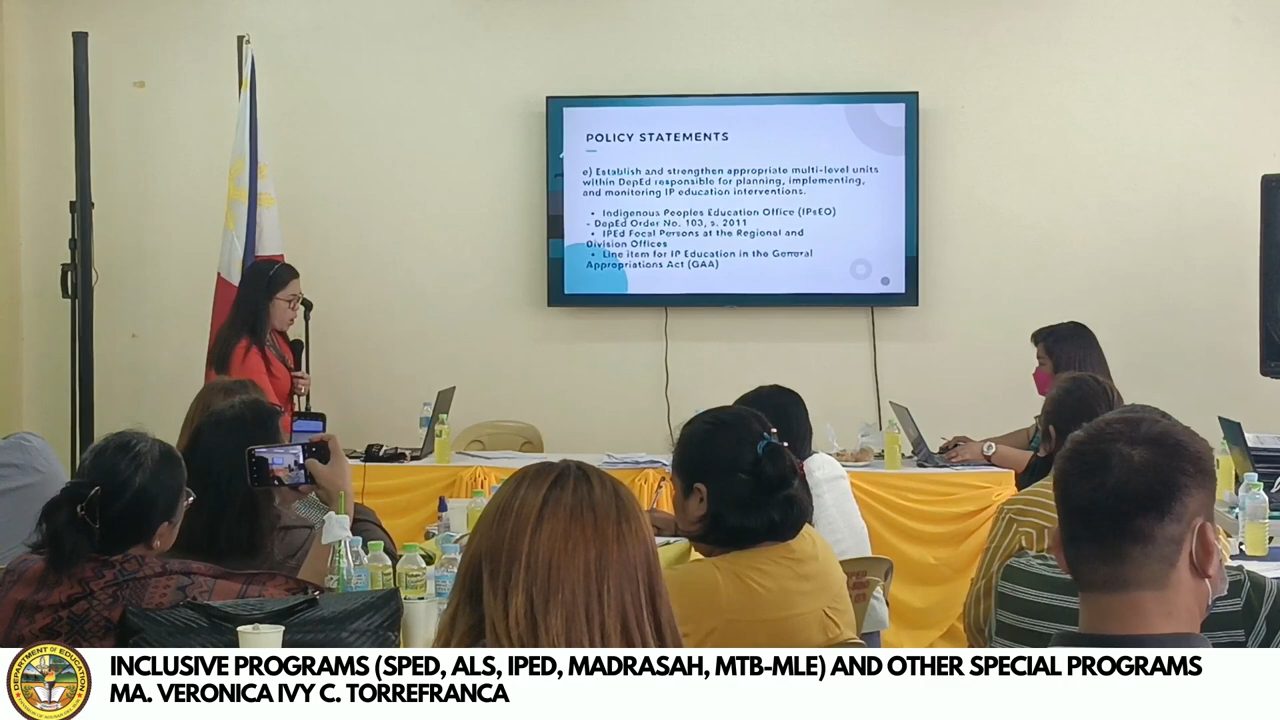 POLICY STATEMENTS
e) Establish and strengthen appropriate multi-level units
within DepEd responsible for planning, implementing,
and monitoring IP education interventions.
• Indigenous Peoples Education Office (IPsEO)
- DepEd Order No. 103, s. 2011
• IPEd Focal Persons at the Regional and
Division Offices
• Line item for IP Education in the General
Appropriations Act (GAA)
DEPARTMENT OF EDUCATION
INCLUSIVE PROGRAMS (SPED, ALS, IPED, MADRASAH, MTB-MLE) AND OTHER SPECIAL PROGRAMS
MA. VERONICA IVY C. TORREFRANCA